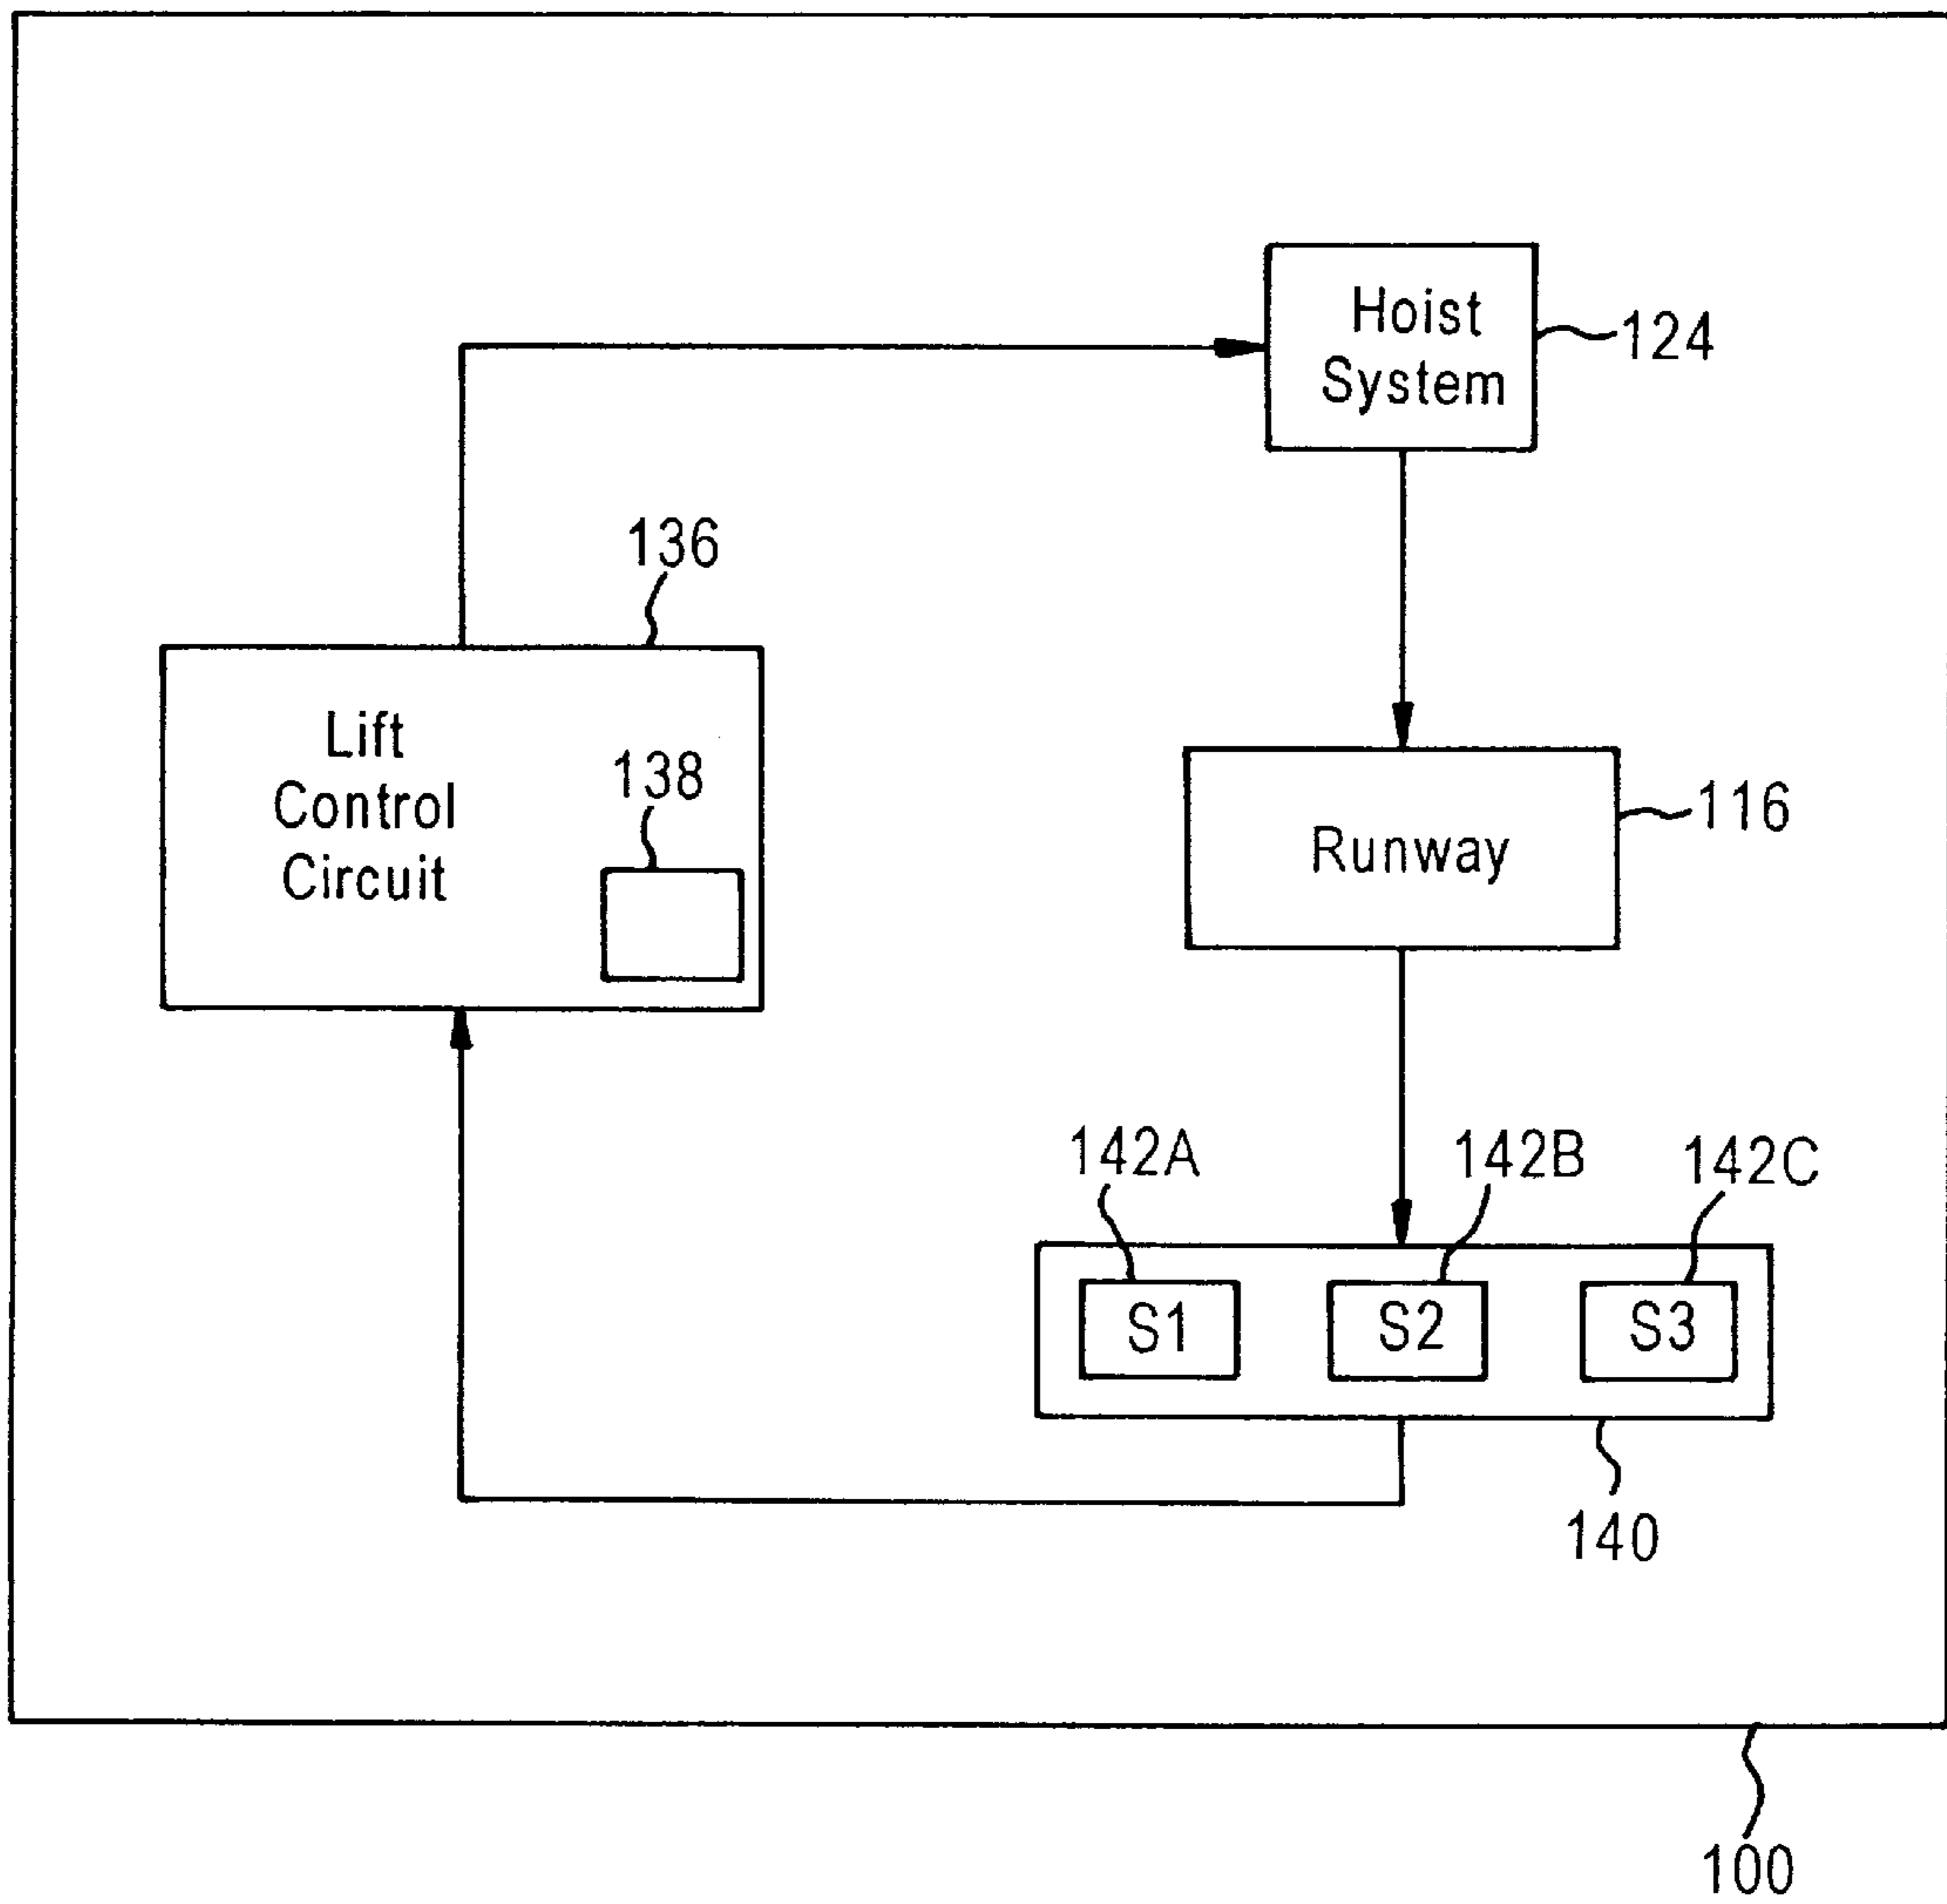 Hoist
System
124
136
Lift
Control
Circuit
138
Runway
116
142A
142B
142C
S1
S2
S3
140
100